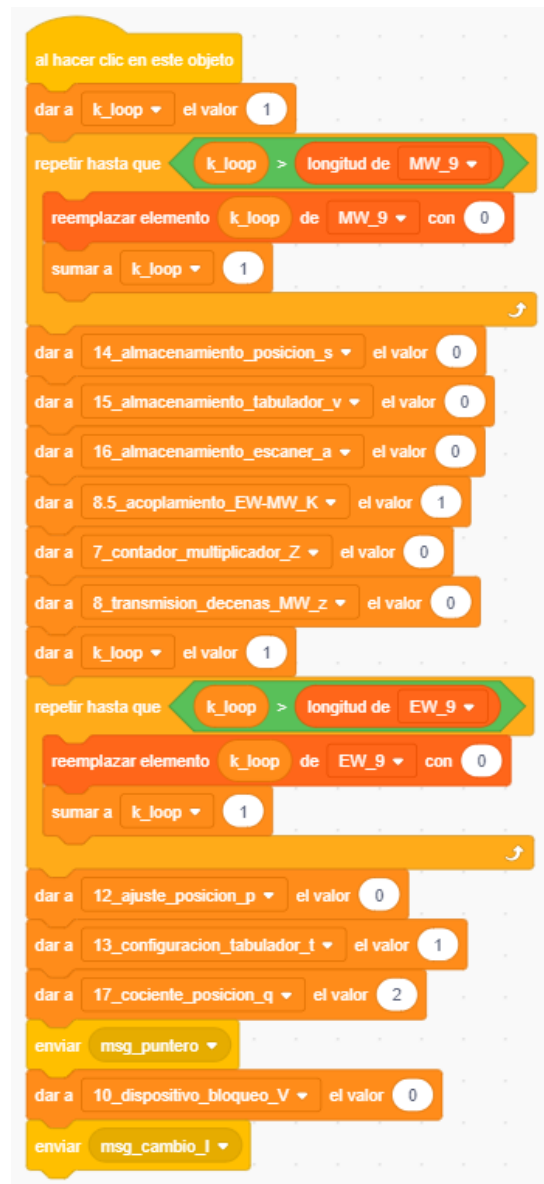 al hacer clic en este objeto
dar a k_loop el valor 1
repetir hasta que k_loop > longitud de MW_9
reemplazar elemento k_loop de MW_9 con 0
sumar a k_loop 1
dar a 14_almacenamiento_posicion_s el valor 0
dar a 15_almacenamiento_tabulador_v el valor 0
dar a 16_almacenamiento_escaner_a el valor 0
dar a 8.5_acoplamiento_EW-MW_K el valor 1
dar a 7_contador_multiplicador_Z el valor 0
dar a 8_transmision_decenas_MW_z el valor 0
dar a k_loop el valor 1
repetir hasta que k_loop > longitud de EW_9
reemplazar elemento k_loop de EW_9 con 0
sumar a k_loop 1
dar a 12_ajuste_posicion_p el valor 0
dar a 13_configuracion_tabulador_t el valor 1
dar a 17_cociente_posicion_q el valor 2
enviar msg_puntero
dar a 10_dispositivo_bloqueo_V el valor 0
enviar msg_cambio_l